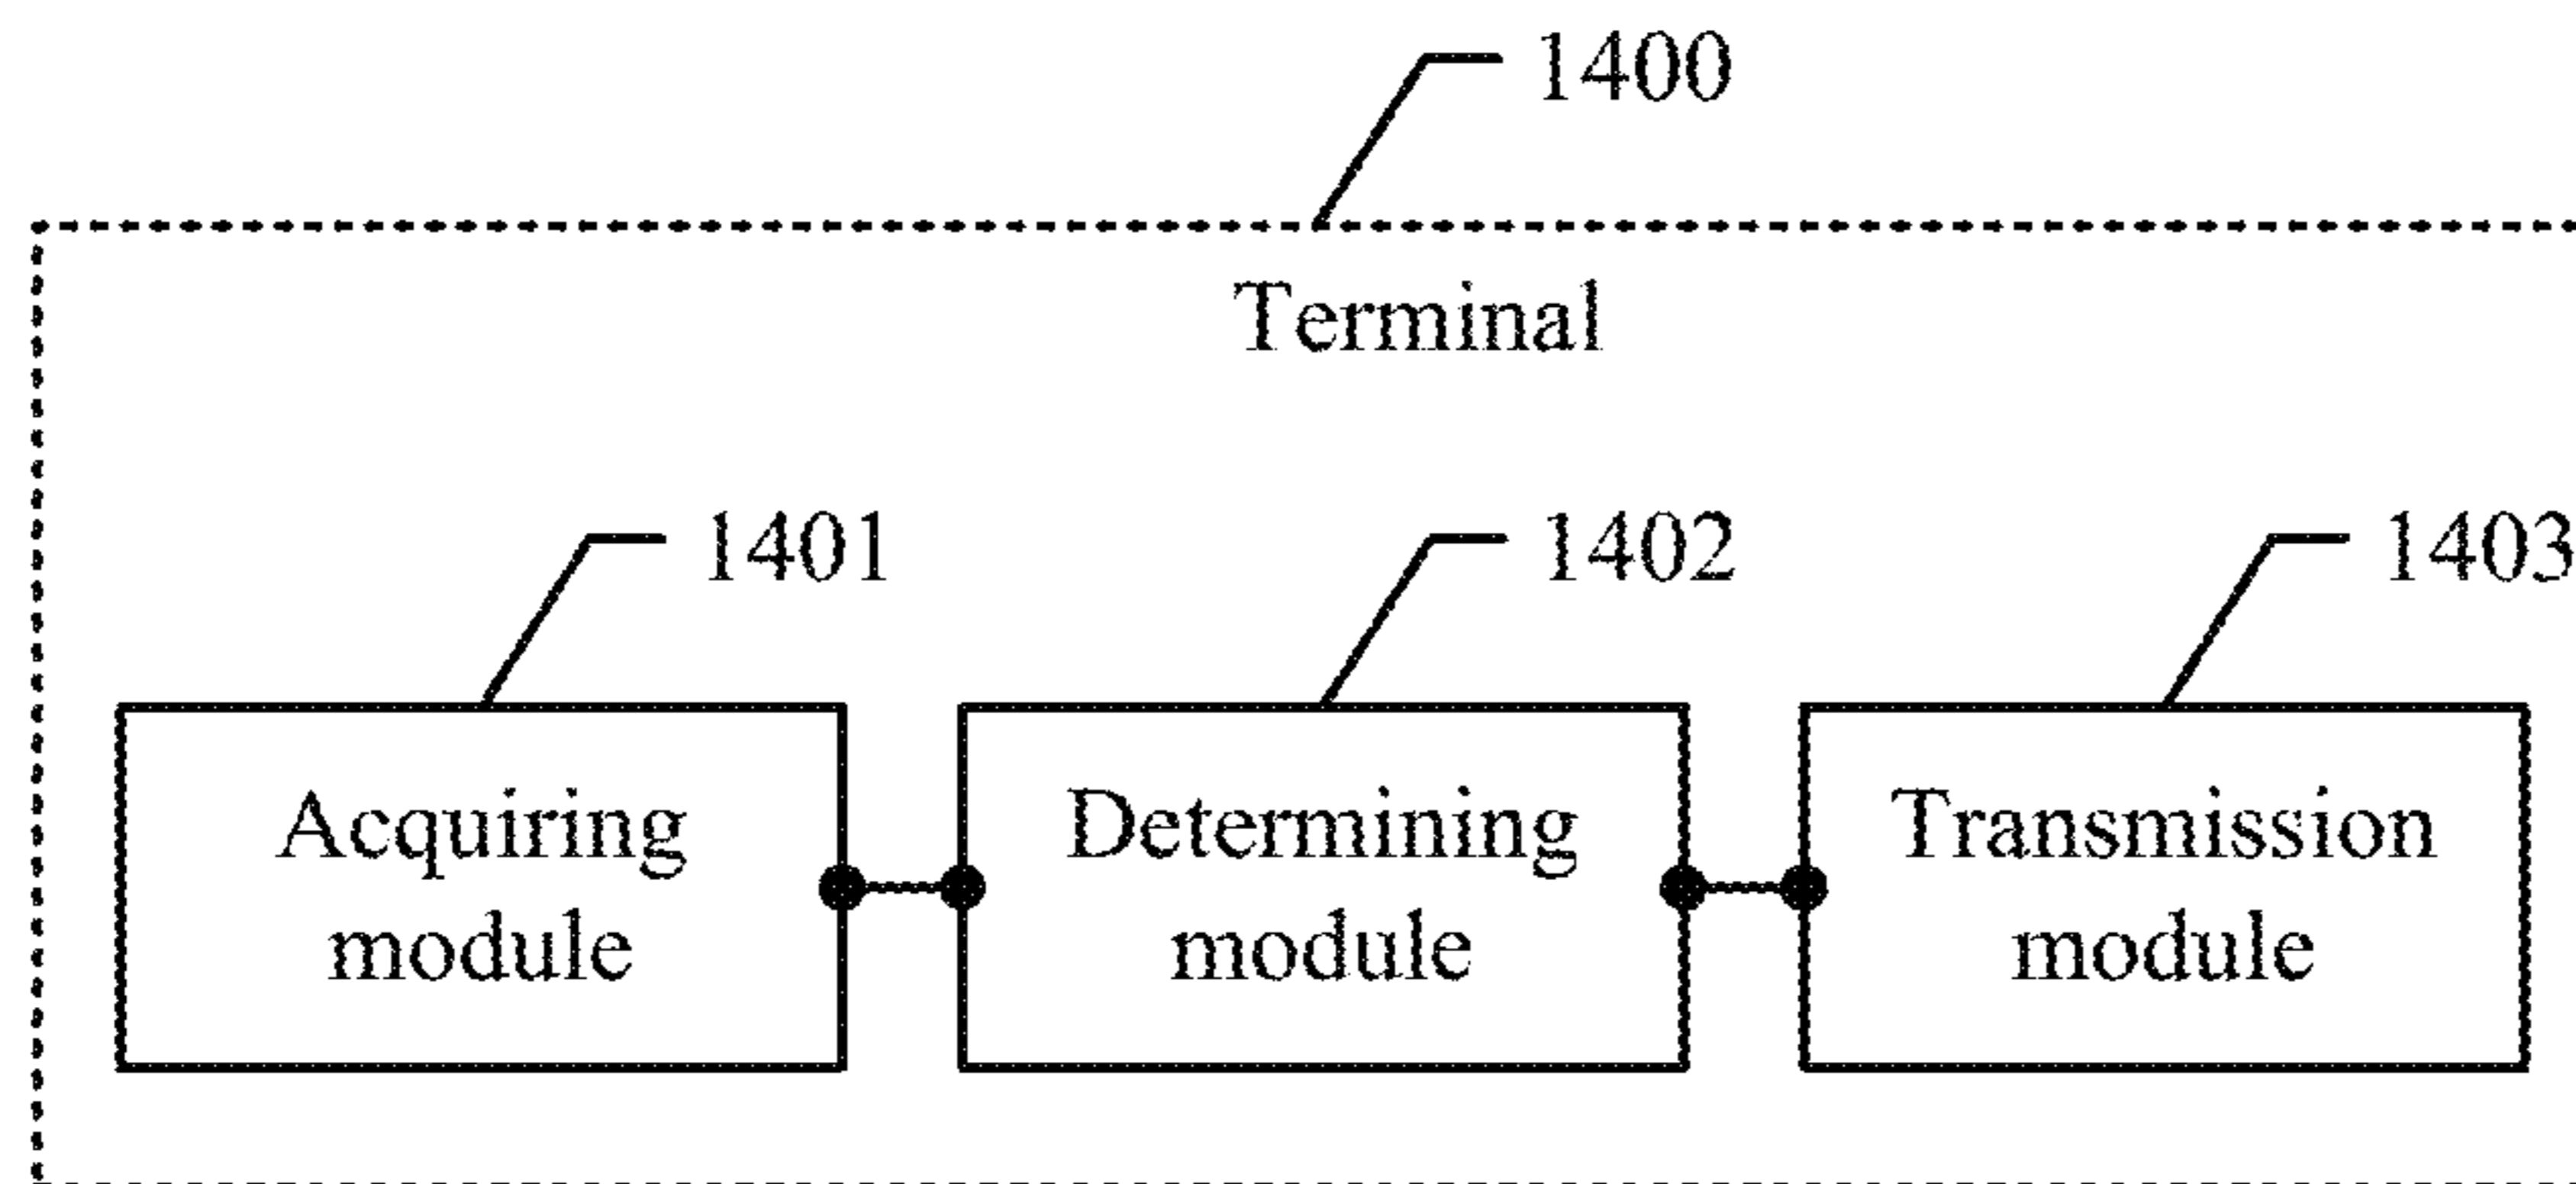 1400
Terminal
1401
1402
1403
Acquiring
module
Determining
module
Transmission
module